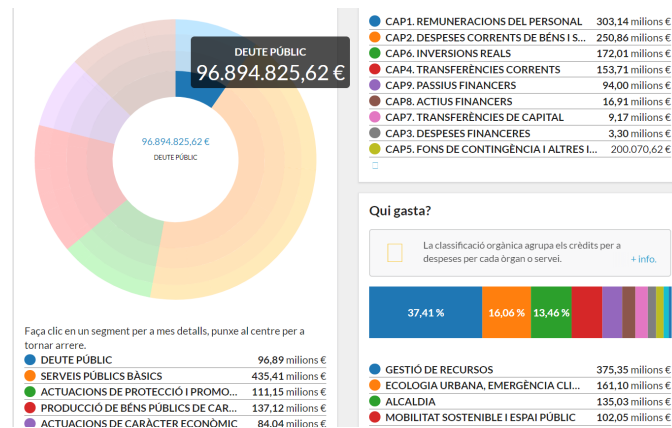 DEUTE PÚBLIC
96.894.825,62 €
96.894.825,62 €
DEUTE PÚBLIC
Faça clic en un segment per a mes detalls, punxe al centre per a
tornar arrere.
DEUTE PÚBLIC 96,89 milions €
SERVEIS PÚBLICS BÀSICS 435,41 milions €
ACTUACIONS DE PROTECCIÓ I PROMO... 111,15 milions €
PRODUCCIÓ DE BÉNS PÚBLICS DE CAR... 137,12 milions €
ACTUACIONS DE CARÀCTER ECONÒMIC 84,04 milions €
CAP1. REMUNERACIONS DEL PERSONAL 303,14 milions €
CAP2. DESPESES CORRENTS DE BÉNS I S... 250,86 milions €
CAP6. INVERSIONS REALS 172,01 milions €
CAP4. TRANSFERÈNCIES CORRENTS 153,71 milions €
CAP9. PASSIUS FINANCERS 94,00 milions €
CAP8. ACTIUS FINANCERS 16,91 milions €
CAP7. TRANSFERÈNCIES DE CAPITAL 9,17 milions €
CAP3. DESPESES FINANCERES 3,30 milions €
CAP5. FONS DE CONTINGÈNCIA I ALTRES I... 200.070,62 €
Qui gasta?
La classificació orgànica agrupa els crèdits per a
despeses per cada òrgan o servei. + info.
37,41 % 16,06 % 13,46 %
GESTIÓ DE RECURSOS 375,35 milions €
ECOLOGIA URBANA, EMERGÈNCIA CLI... 161,10 milions €
ALCALDIA 135,03 milions €
MOBILITAT SOSTENIBLE I ESPAI PÚBLIC 102,05 milions €